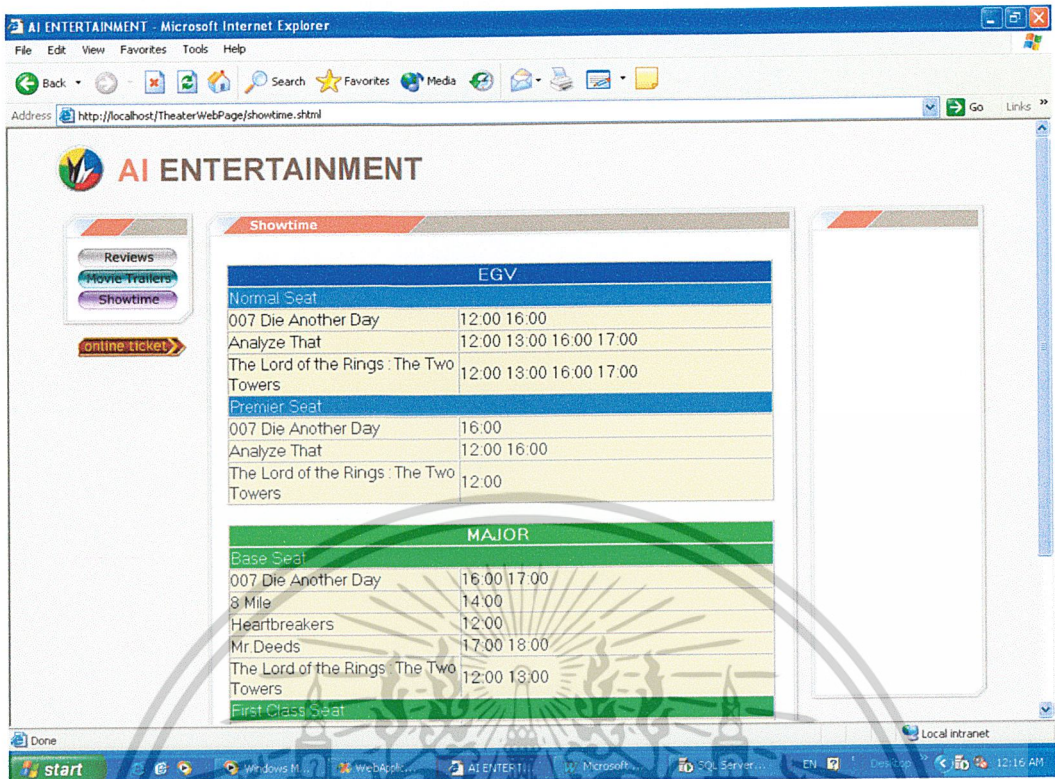 AI ENTERTAINMENT - Microsoft Internet Explorer
File Edit View Favorites Tools Help
Back Search Favorites Media
Address http://localhost/TheaterWebPage/showtime.shtml Go Links »
AI ENTERTAINMENT
Reviews
Movie Trailers
Showtime
online ticket
Showtime
EGV
Normal Seat
007 Die Another Day 12:00 16:00
Analyze That 12:00 13:00 16:00 17:00
The Lord of the Rings : The Two
Towers 12:00 13:00 16:00 17:00
Premier Seat
007 Die Another Day 16:00
Analyze That 12:00 16:00
The Lord of the Rings : The Two
Towers 12:00
MAJOR
Base Seat
007 Die Another Day 16:00 17:00
8 Mile 14:00
Heartbreakers 12:00
Mr.Deeds 17:00 18:00
The Lord of the Rings : The Two
Towers 12:00 13:00
First Class Seat
Done Local intranet
start Windows M... WebApplic... AI ENTERT... Microsoft ... SQL Server... EN Desktop » 12:16 AM